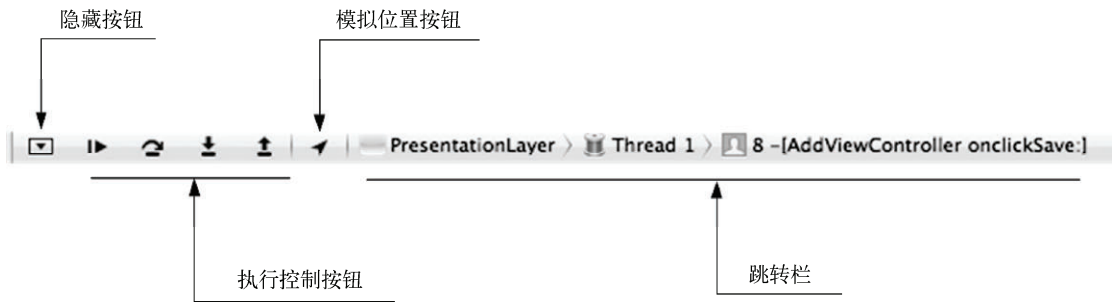 隐藏按钮
模拟位置按钮
PresentationLayer 〉 Thread 1 〉 8 -[AddViewController onclickSave:]
执行控制按钮
跳转栏